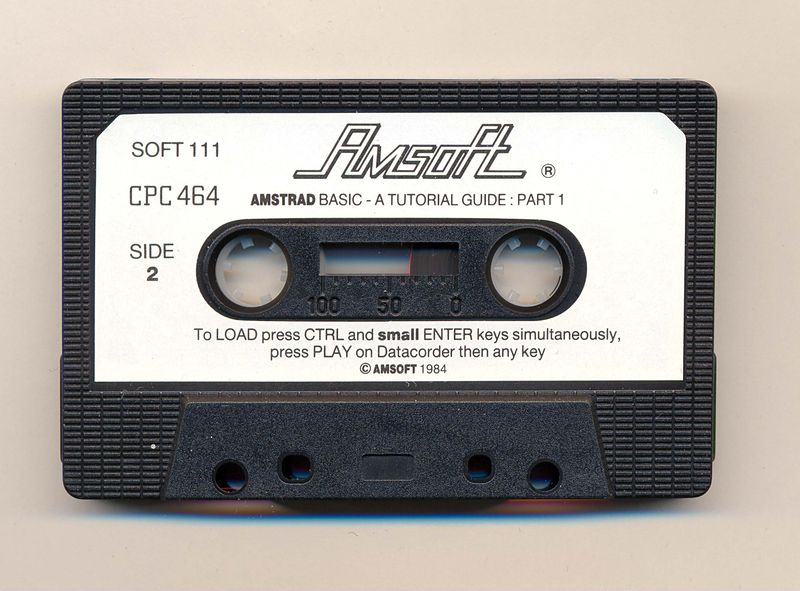 SOFT 111
Amsoft ®
CPC 464
AMSTRAD BASIC - A TUTORIAL GUIDE : PART 1
SIDE
2
100 50 0
To LOAD press CTRL and small ENTER keys simultaneously,
press PLAY on Datacorder then any key
© AMSOFT 1984